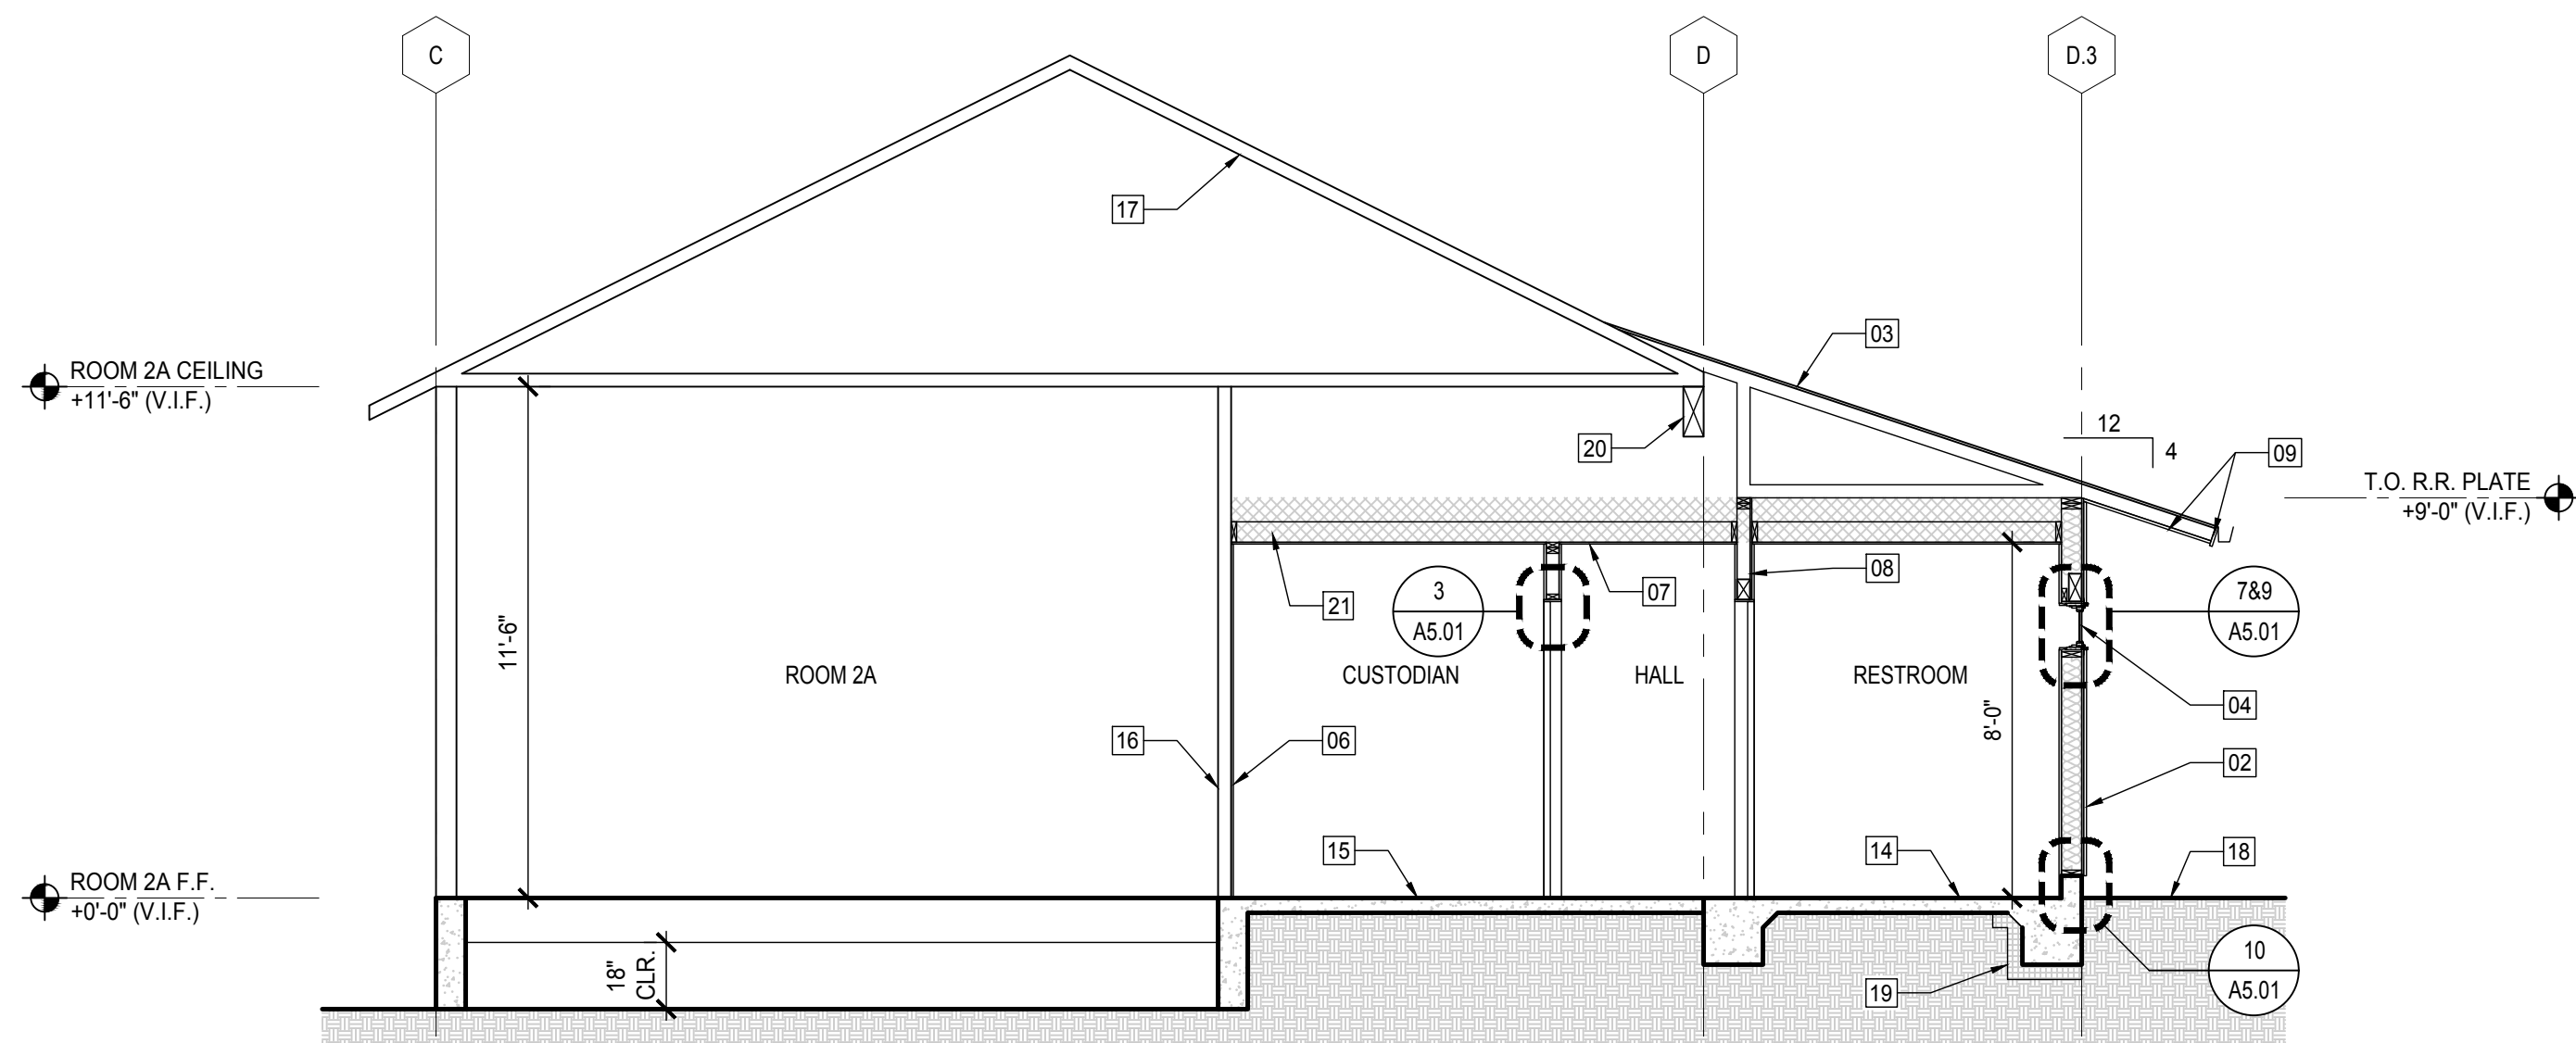 C
D
D.3
17
03
ROOM 2A CEILING
+11'-6" (V.I.F.)
12
4
20
09
T.O. R.R. PLATE
+9'-0" (V.I.F.)
21
3
A5.01
07
08
7&9
A5.01
11'-6"
ROOM 2A
CUSTODIAN
HALL
RESTROOM
8'-0"
04
16
06
02
15
14
18
ROOM 2A F.F.
+0'-0" (V.I.F.)
18"
CLR.
19
10
A5.01